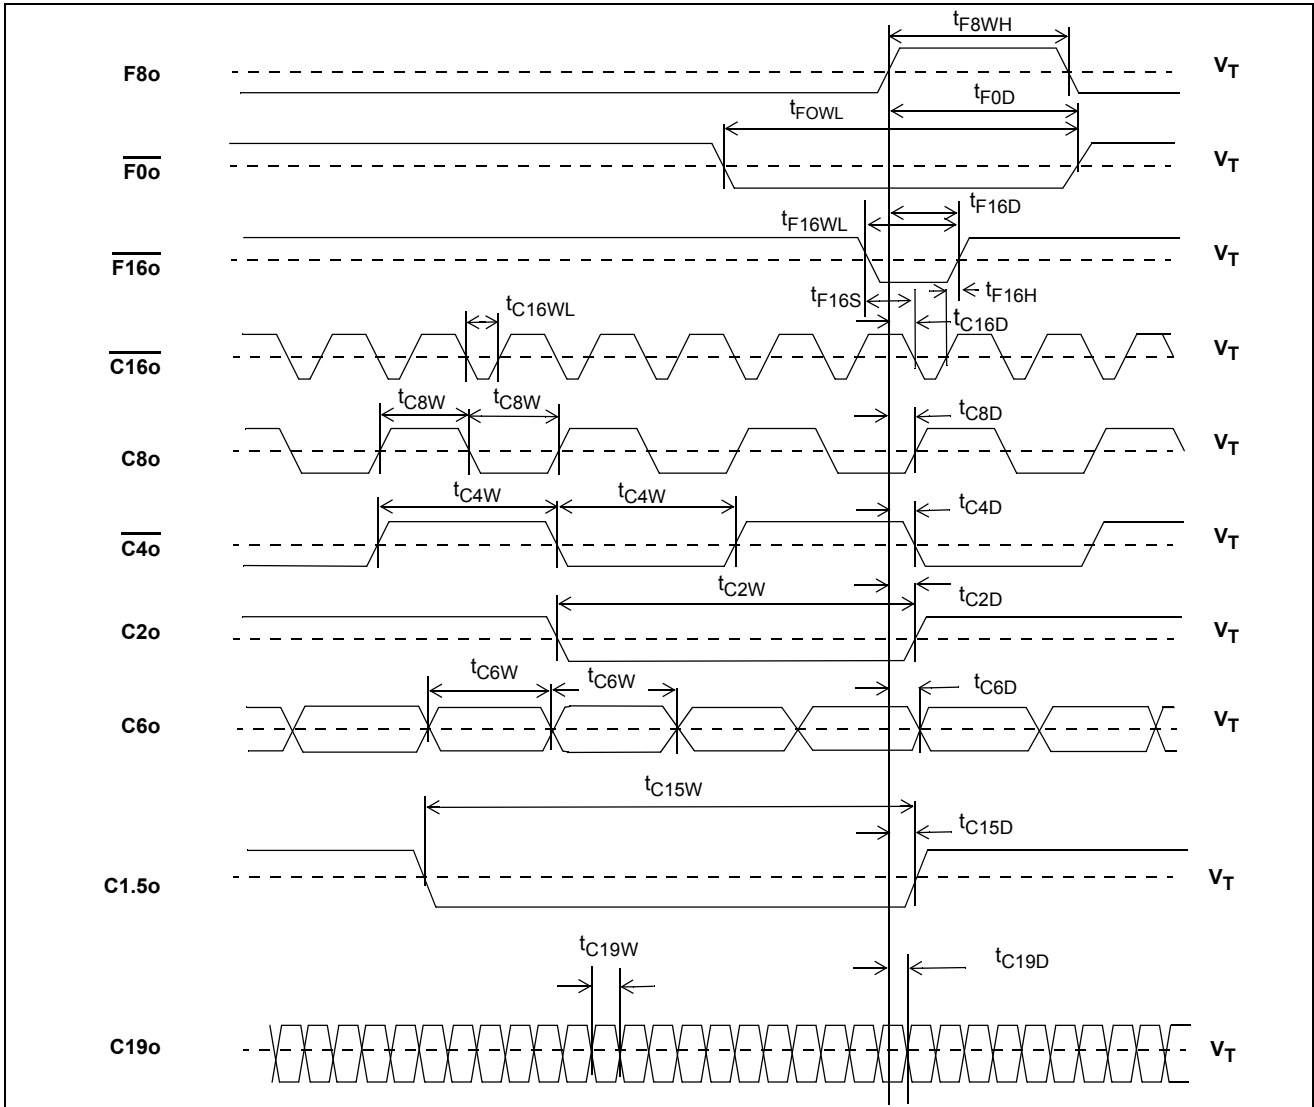 tF8WH
F8o VT
tF0D
tFOWL
F0o VT
tF16D
tF16WL
F16o VT
tF16S tF16H
tC16WL tC16D
C16o VT
tC8W tC8W tC8D
C8o VT
tC4W tC4W tC4D
C4o VT
tC2W tC2D
C2o VT
tC6W tC6W tC6D
C6o VT
tC15W
tC15D
C1.5o VT
tC19W tC19D
C19o VT